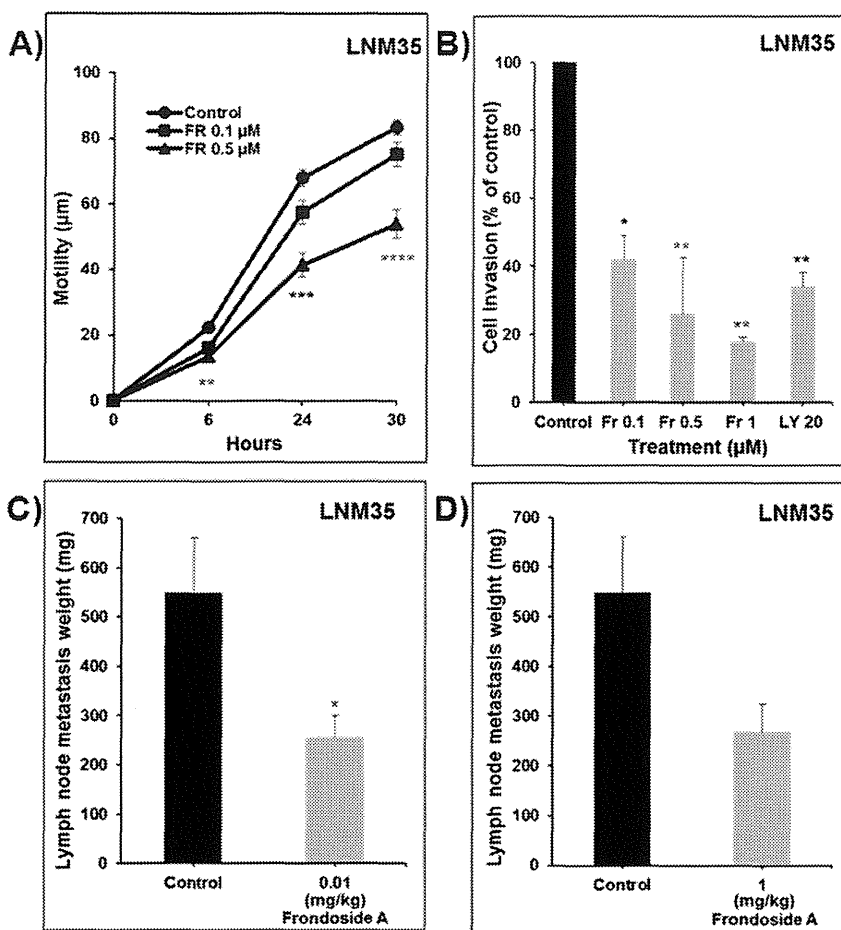 A)
LNM35
100
80
60
40
20
0
Motility (µm)
Control
FR 0.1 µM
FR 0.5 µM
**
***
****
0 6 24 30
Hours
B)
LNM35
100
80
60
40
20
0
Cell invasion (% of control)
*
**
**
**
Control Fr 0.1 Fr 0.5 Fr 1 LY 20
Treatment (µM)
C)
LNM35
700
600
500
400
300
200
100
0
Lymph node metastasis weight (mg)
*
Control 0.01
(mg/kg)
Frondoside A
D)
LNM35
700
600
500
400
300
200
100
0
Lymph node metastasis weight (mg)
Control 1
(mg/kg)
Frondoside A